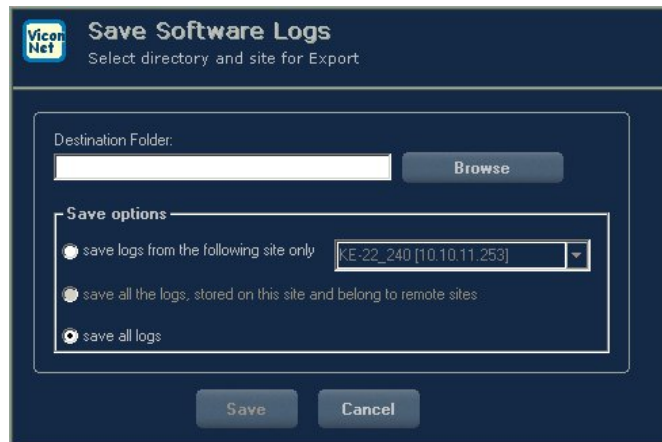 Vicon
Net
Save Software Logs
Select directory and site for Export
Destination Folder:
Browse
Save options
save logs from the following site only
KE-22_240 [10.10.11.253]
save all the logs, stored on this site and belong to remote sites
save all logs
Save
Cancel